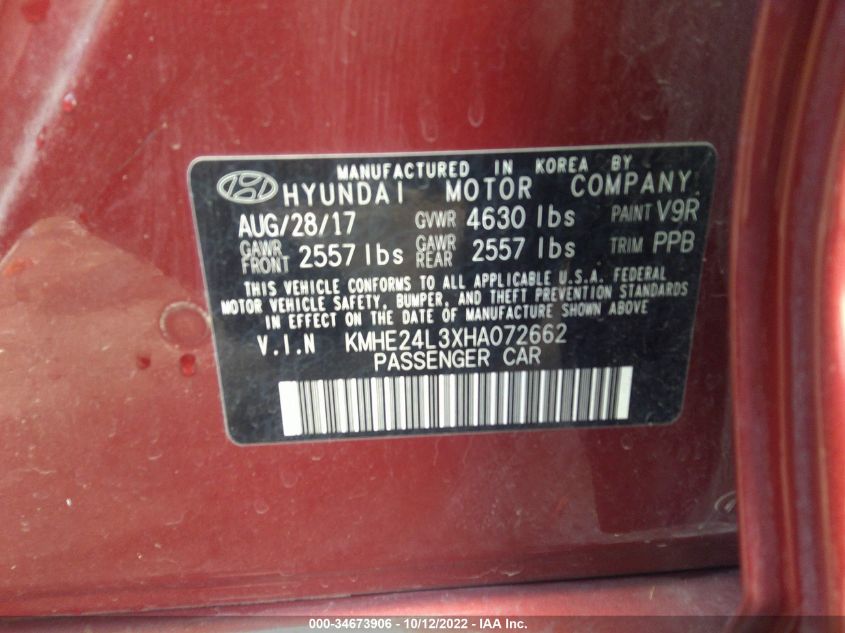 MANUFACTURED IN KOREA BY
HYUNDAI MOTOR COMPANY
AUG/28/17 GVWR 4630 lbs PAINT V9R
GAWR FRONT 2557 lbs GAWR REAR 2557 lbs TRIM PPB
THIS VEHICLE CONFORMS TO ALL APPLICABLE U.S.A. FEDERAL
MOTOR VEHICLE SAFETY, BUMPER, AND THEFT PREVENTION STANDARDS
IN EFFECT ON THE DATE OF MANUFACTURE SHOWN ABOVE
V.I.N KMHE24L3XHA072662
PASSENGER CAR
000-34673906 - 10/12/2022 - IAA Inc.